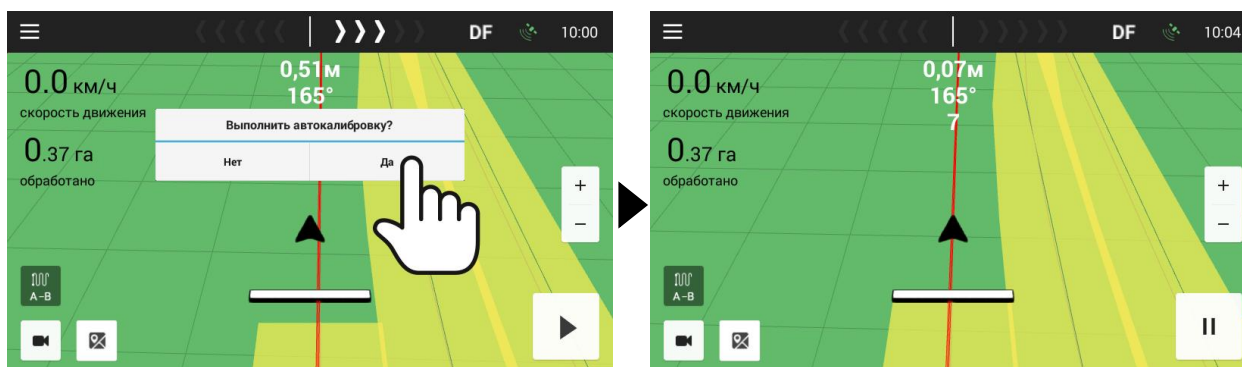 DF 10:00
0.0 км/ч
скорость движения
0.37 га
обработано
0,51м
165°
Выполнить автокалибровку?
Нет Да
+
−
A–B
DF 10:04
0.0 км/ч
скорость движения
0.37 га
обработано
0,07м
165°
7
+
−
A–B